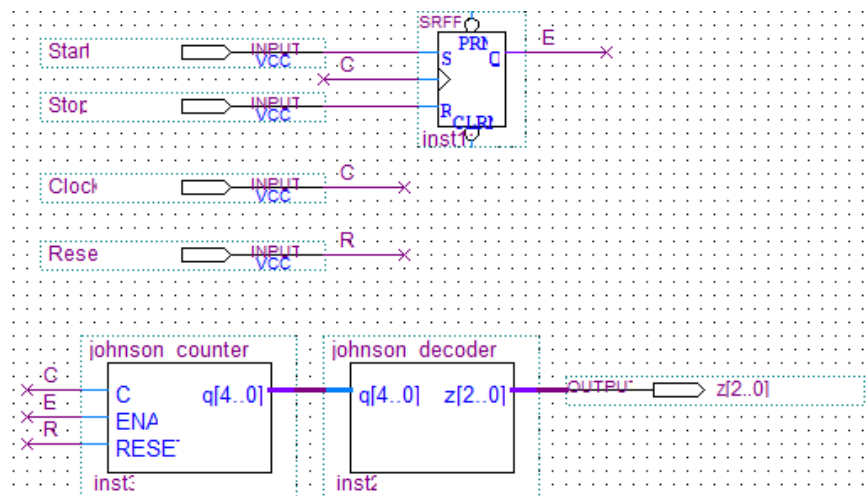 SRFF
Start INPUT VCC S PRN Q E
C
Stop INPUT VCC R CLRN
inst1
Clock INPUT VCC C
Rese INPUT VCC R
johnson counter johnson decoder
C C q[4..0] q[4..0] z[2..0] OUTPUT z[2..0]
E ENA
R RESET
inst3 inst2